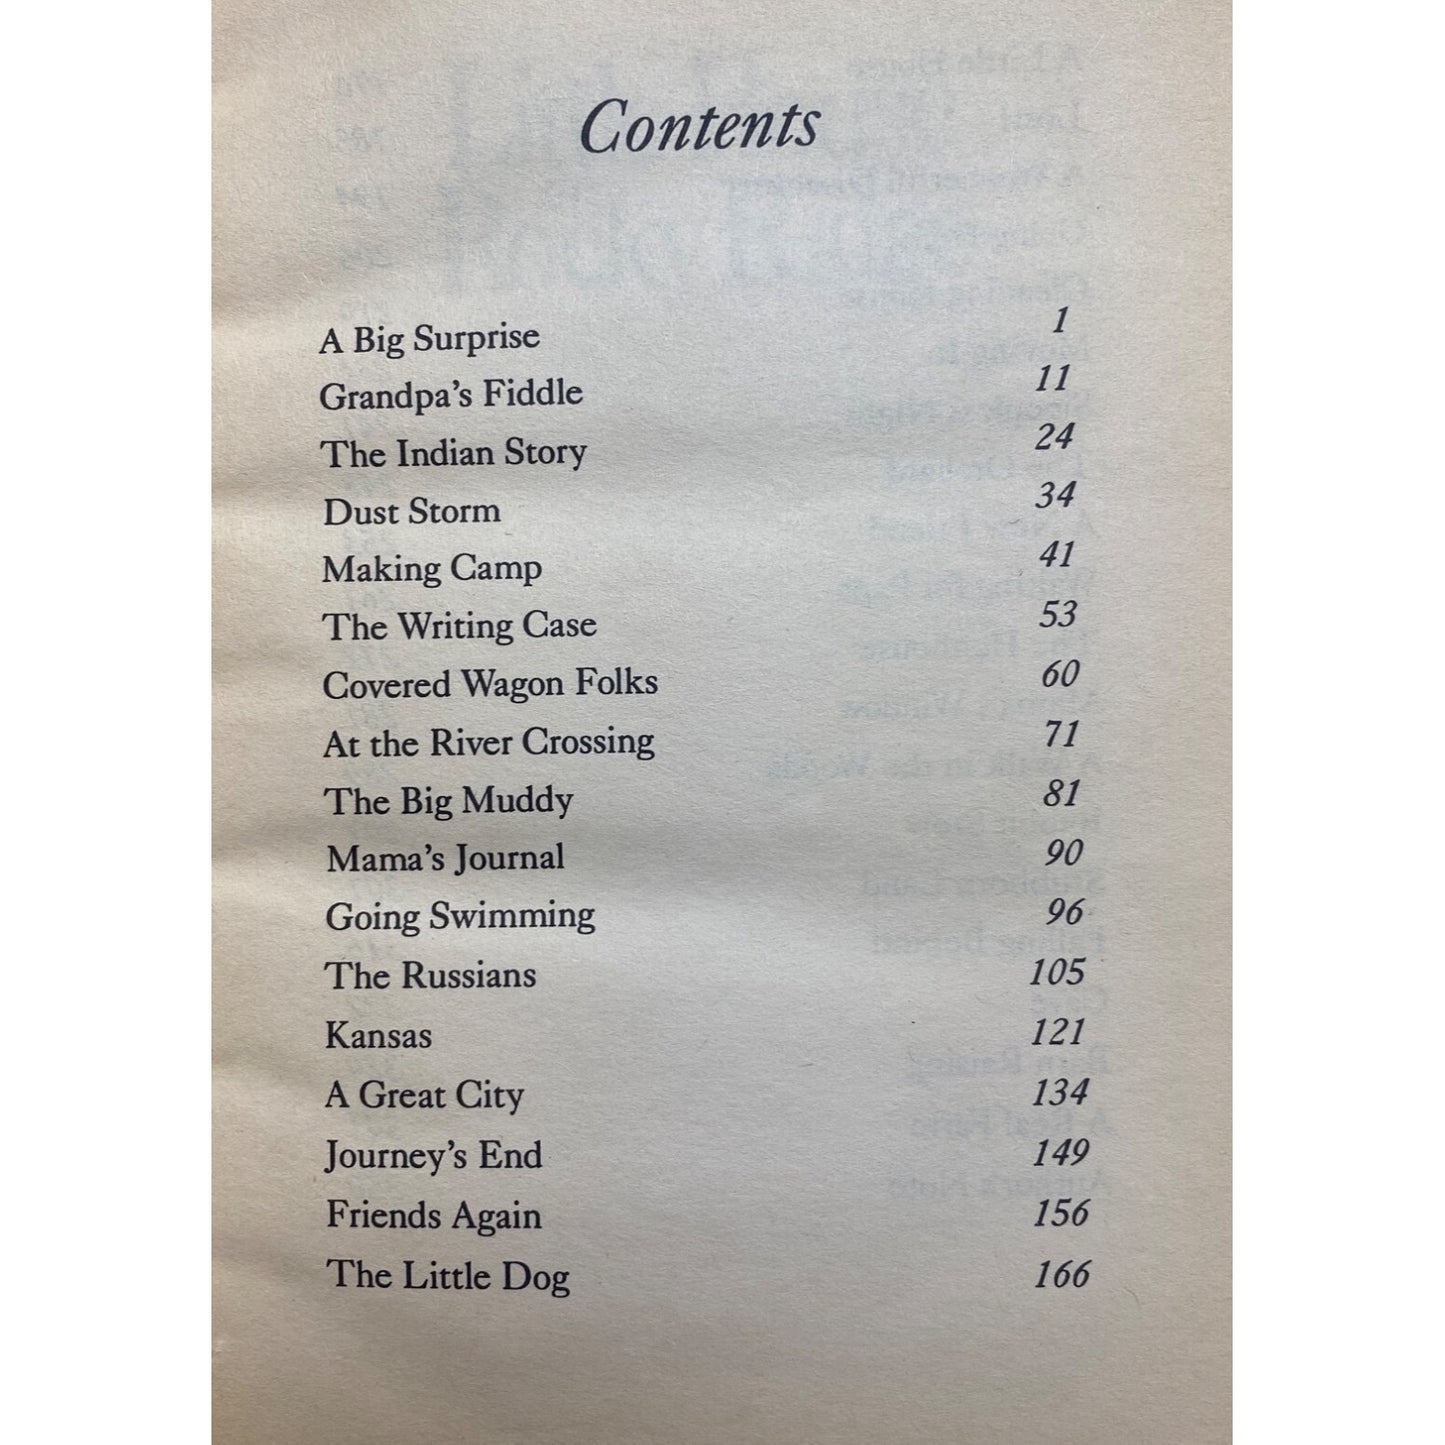 Contents
A Big Surprise 1
Grandpa's Fiddle 11
The Indian Story 24
Dust Storm 34
Making Camp 41
The Writing Case 53
Covered Wagon Folks 60
At the River Crossing 71
The Big Muddy 81
Mama's Journal 90
Going Swimming 96
The Russians 105
Kansas 121
A Great City 134
Journey's End 149
Friends Again 156
The Little Dog 166